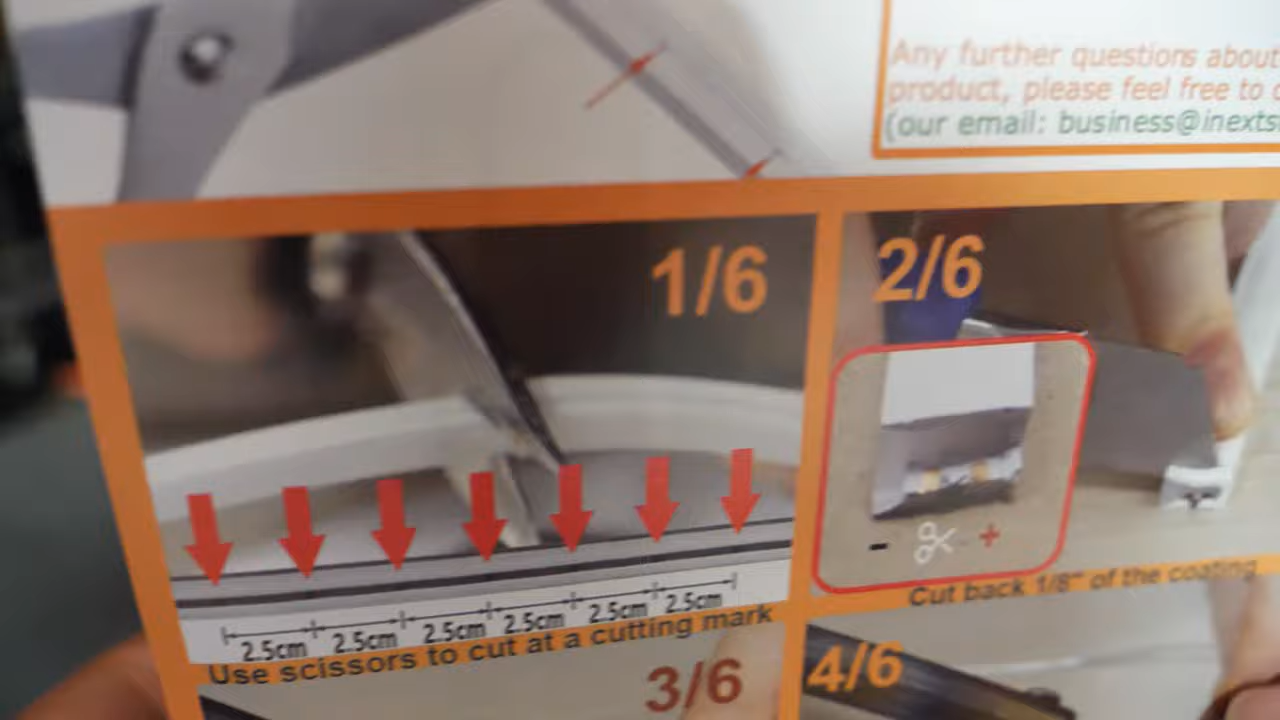 Any further questions about
product, please feel free to
(our email: business@inexts
1/6
2.5cm 2.5cm 2.5cm 2.5cm 2.5cm 2.5cm
Use scissors to cut at a cutting mark
2/6
- +
Cut back 1/8" of the coating
3/6
4/6